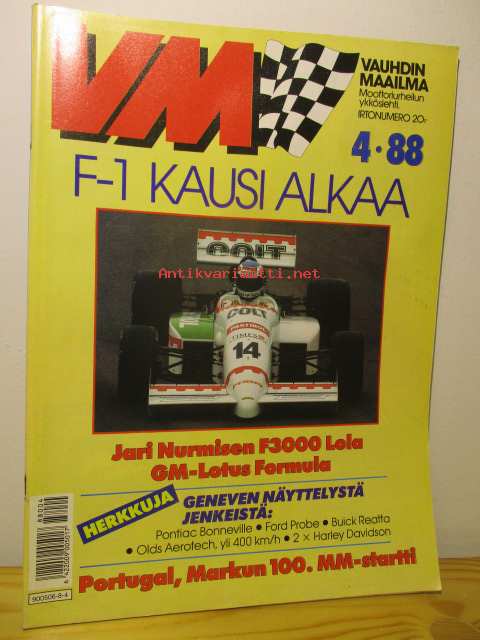 VM
VAUHDIN
MAAILMA
Moottoriurheilun
ykköslehti.
IRTONUMERO 20,-
4·88
F-1 KAUSI ALKAA
COLT
Antikvariaatti.net
COLT
14
Jari Nurmisen F3000 Lola
GM-Lotus Formula
HERKKUJA
GENEVEN NÄYTTELYSTÄ
JENKEISTÄ:
Pontiac Bonneville • Ford Probe • Buick Reatta
• Olds Aerotech, yli 400 km/h • 2 × Harley Davidson
Portugal, Markun 100. MM-startti
88004
900506-8-4